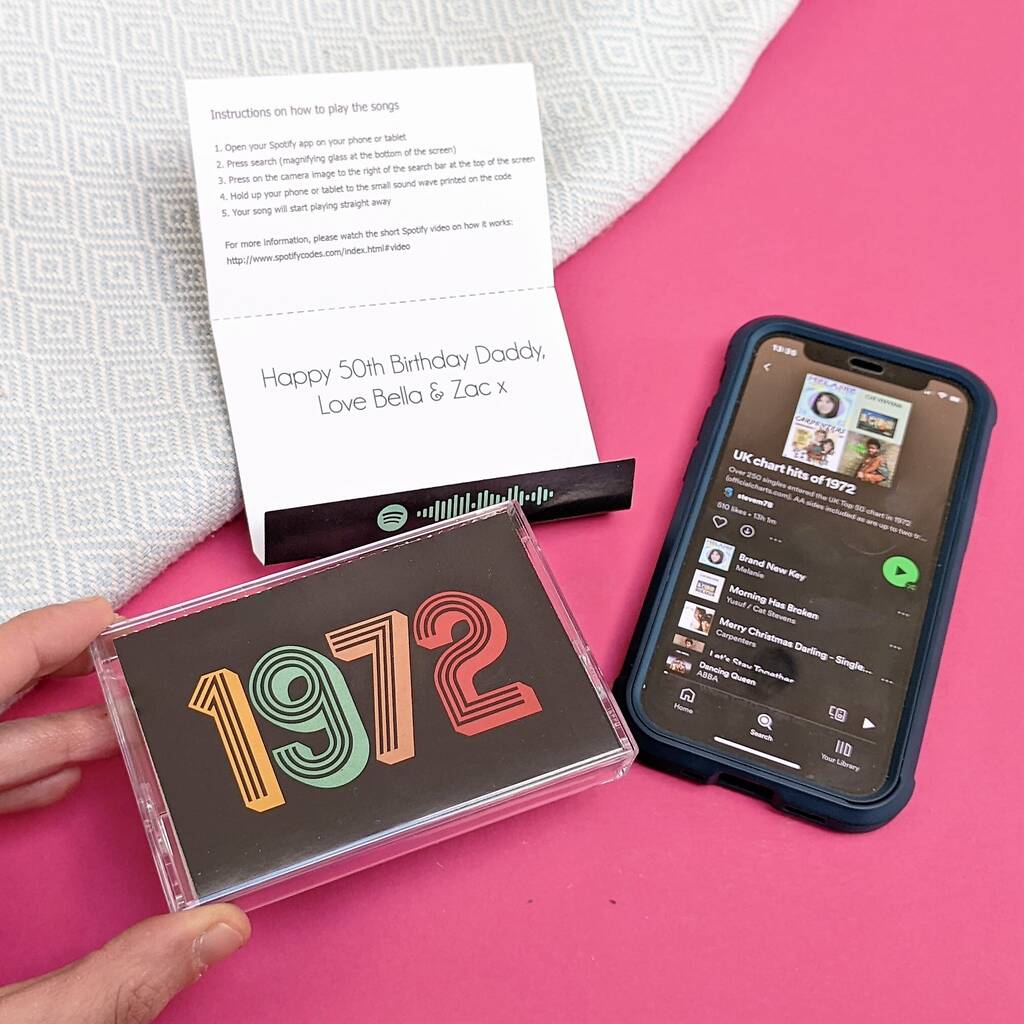 Instructions on how to play the songs
1. Open your Spotify app on your phone or tablet
2. Press search (magnifying glass at the bottom of the screen)
3. Press on the camera image to the right of the search bar at the top of the screen
4. Hold up your phone or tablet to the small sound wave printed on the code
5. Your song will start playing straight away
For more information, please watch the short Spotify video on how it works:
http://www.spotifycodes.com/index.html#video
Happy 50th Birthday Daddy,
Love Bella & Zac x
1972
13:35
MELANIE
CAT STEVENS
CARPENTERS
UK chart hits of 1972
Over 250 singles entered the UK Top 50 chart in 1972
(officialcharts.com). AA sides included as are up to two tr...
stevem78
510 likes • 13h 1m
Brand New Key
Melanie
Morning Has Broken
Yusuf / Cat Stevens
Merry Christmas Darling - Single...
Carpenters
Let's Stay Together
Dancing Queen
ABBA
Home
Search
Your Library